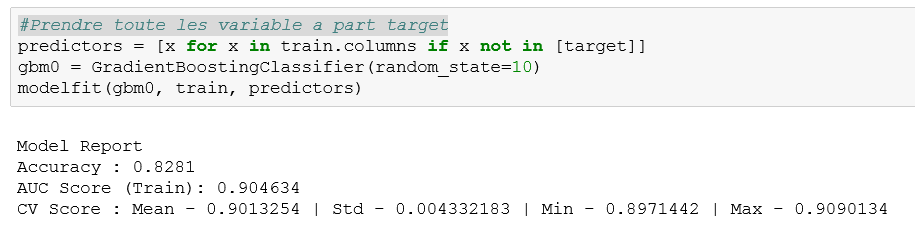 #Prendre toute les variable a part target
predictors = [x for x in train.columns if x not in [target]]
gbm0 = GradientBoostingClassifier(random_state=10)
modelfit(gbm0, train, predictors)
Model Report
Accuracy : 0.8281
AUC Score (Train): 0.904634
CV Score : Mean - 0.9013254 | Std - 0.004332183 | Min - 0.8971442 | Max - 0.9090134